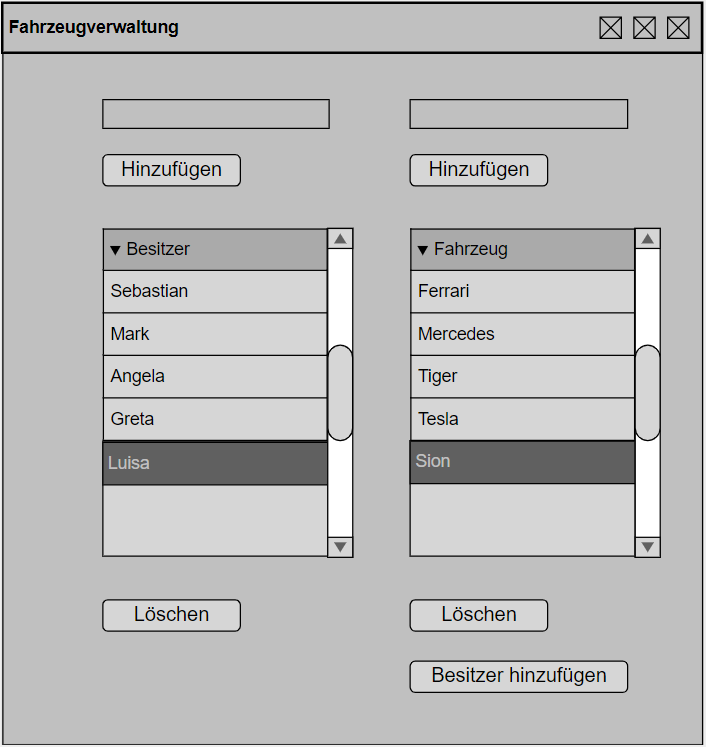 Fahrzeugverwaltung
Hinzufügen
Hinzufügen
Besitzer
Sebastian
Mark
Angela
Greta
Luisa
Fahrzeug
Ferrari
Mercedes
Tiger
Tesla
Sion
Löschen
Löschen
Besitzer hinzufügen